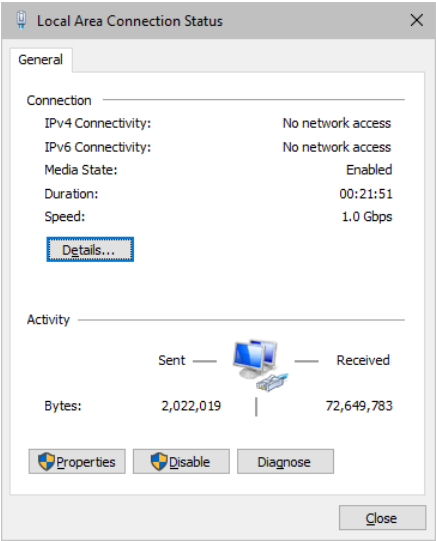 Local Area Connection Status
General
Connection
IPv4 Connectivity: No network access
IPv6 Connectivity: No network access
Media State: Enabled
Duration: 00:21:51
Speed: 1.0 Gbps
Details...
Activity
Sent Received
Bytes: 2,022,019 72,649,783
Properties Disable Diagnose
Close